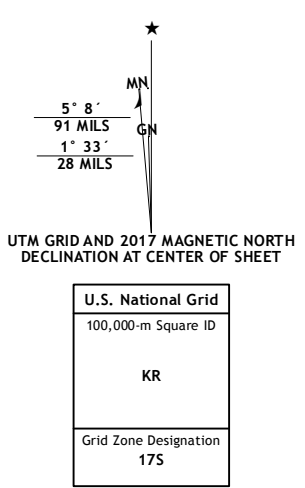 ★
MN
5° 8´
91 MILS
GN
1° 33´
28 MILS
UTM GRID AND 2017 MAGNETIC NORTH
DECLINATION AT CENTER OF SHEET
U.S. National Grid
100,000-m Square ID
KR
Grid Zone Designation
17S